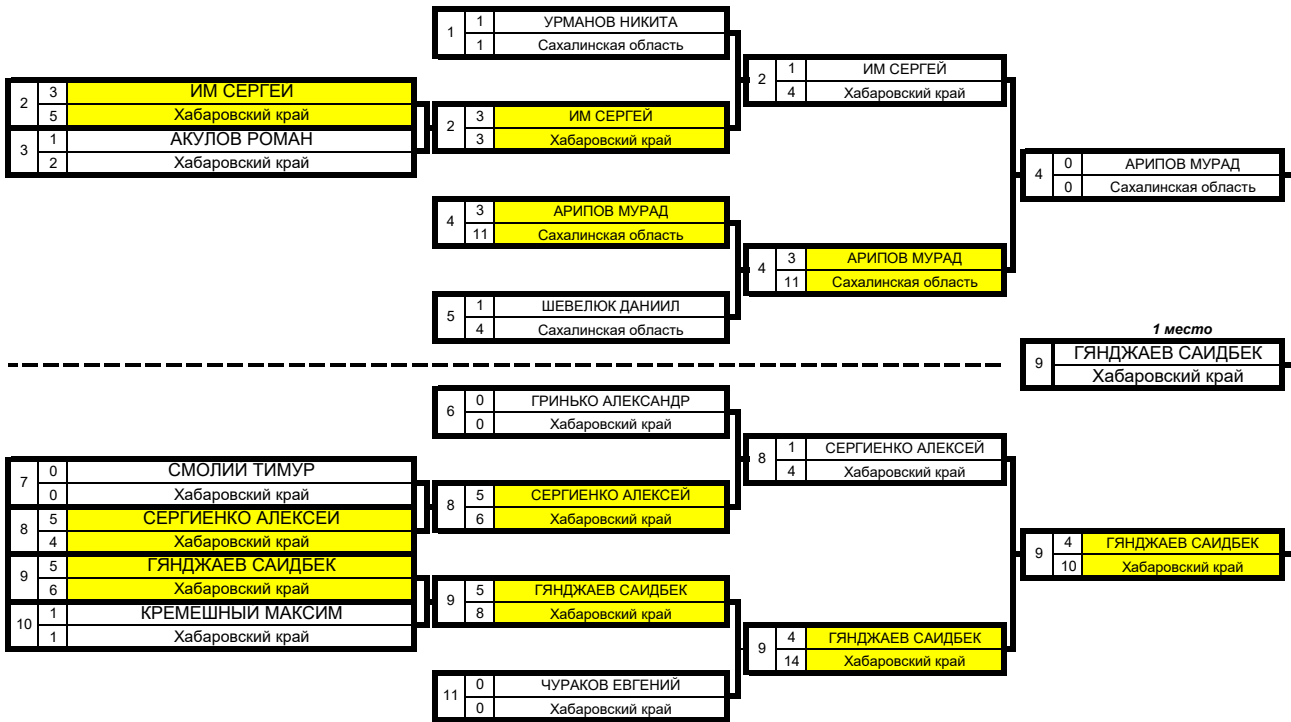 1 1 УРМАНОВ НИКИТА
1 Сахалинская область
2 1 ИМ СЕРГЕЙ
4 Хабаровский край
2 3 ИМ СЕРГЕЙ
5 Хабаровский край
3 1 АКУЛОВ РОМАН
2 Хабаровский край
2 3 ИМ СЕРГЕЙ
3 Хабаровский край
4 0 АРИПОВ МУРАД
0 Сахалинская область
4 3 АРИПОВ МУРАД
11 Сахалинская область
4 3 АРИПОВ МУРАД
11 Сахалинская область
5 1 ШЕВЕЛЮК ДАНИИЛ
4 Сахалинская область
1 место
9 ГЯНДЖАЕВ САИДБЕК
Хабаровский край
6 0 ГРИНЬКО АЛЕКСАНДР
0 Хабаровский край
8 1 СЕРГИЕНКО АЛЕКСЕЙ
4 Хабаровский край
7 0 СМОЛИЙ ТИМУР
0 Хабаровский край
8 5 СЕРГИЕНКО АЛЕКСЕЙ
4 Хабаровский край
8 5 СЕРГИЕНКО АЛЕКСЕЙ
6 Хабаровский край
9 4 ГЯНДЖАЕВ САИДБЕК
10 Хабаровский край
9 5 ГЯНДЖАЕВ САИДБЕК
6 Хабаровский край
10 1 КРЕМЕШНЫЙ МАКСИМ
1 Хабаровский край
9 5 ГЯНДЖАЕВ САИДБЕК
8 Хабаровский край
9 4 ГЯНДЖАЕВ САИДБЕК
14 Хабаровский край
11 0 ЧУРАКОВ ЕВГЕНИЙ
0 Хабаровский край